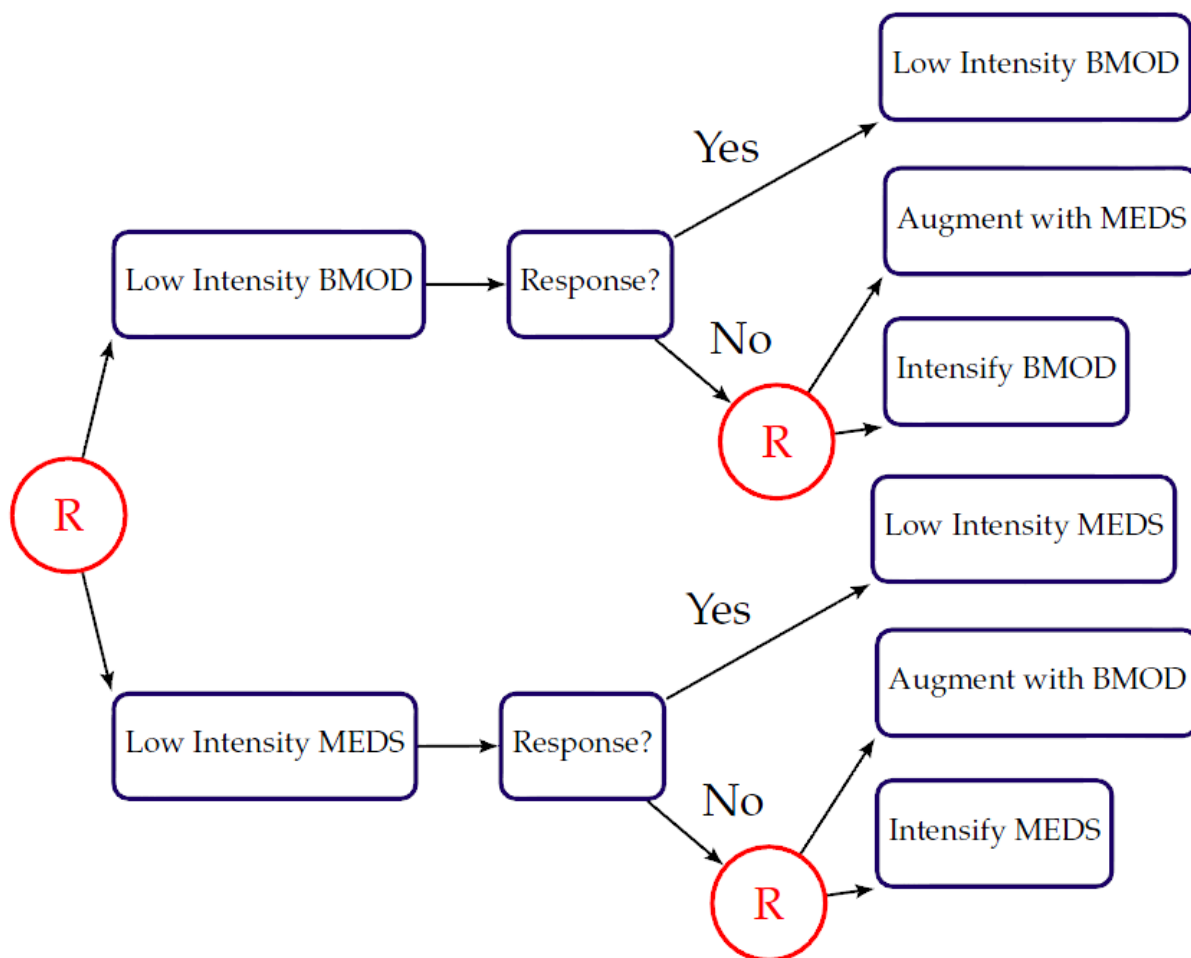 Low Intensity BMOD
Yes
Augment with MEDS
Low Intensity BMOD
Response?
No
Intensify BMOD
R
R
Low Intensity MEDS
Yes
Augment with BMOD
Low Intensity MEDS
Response?
No
Intensify MEDS
R